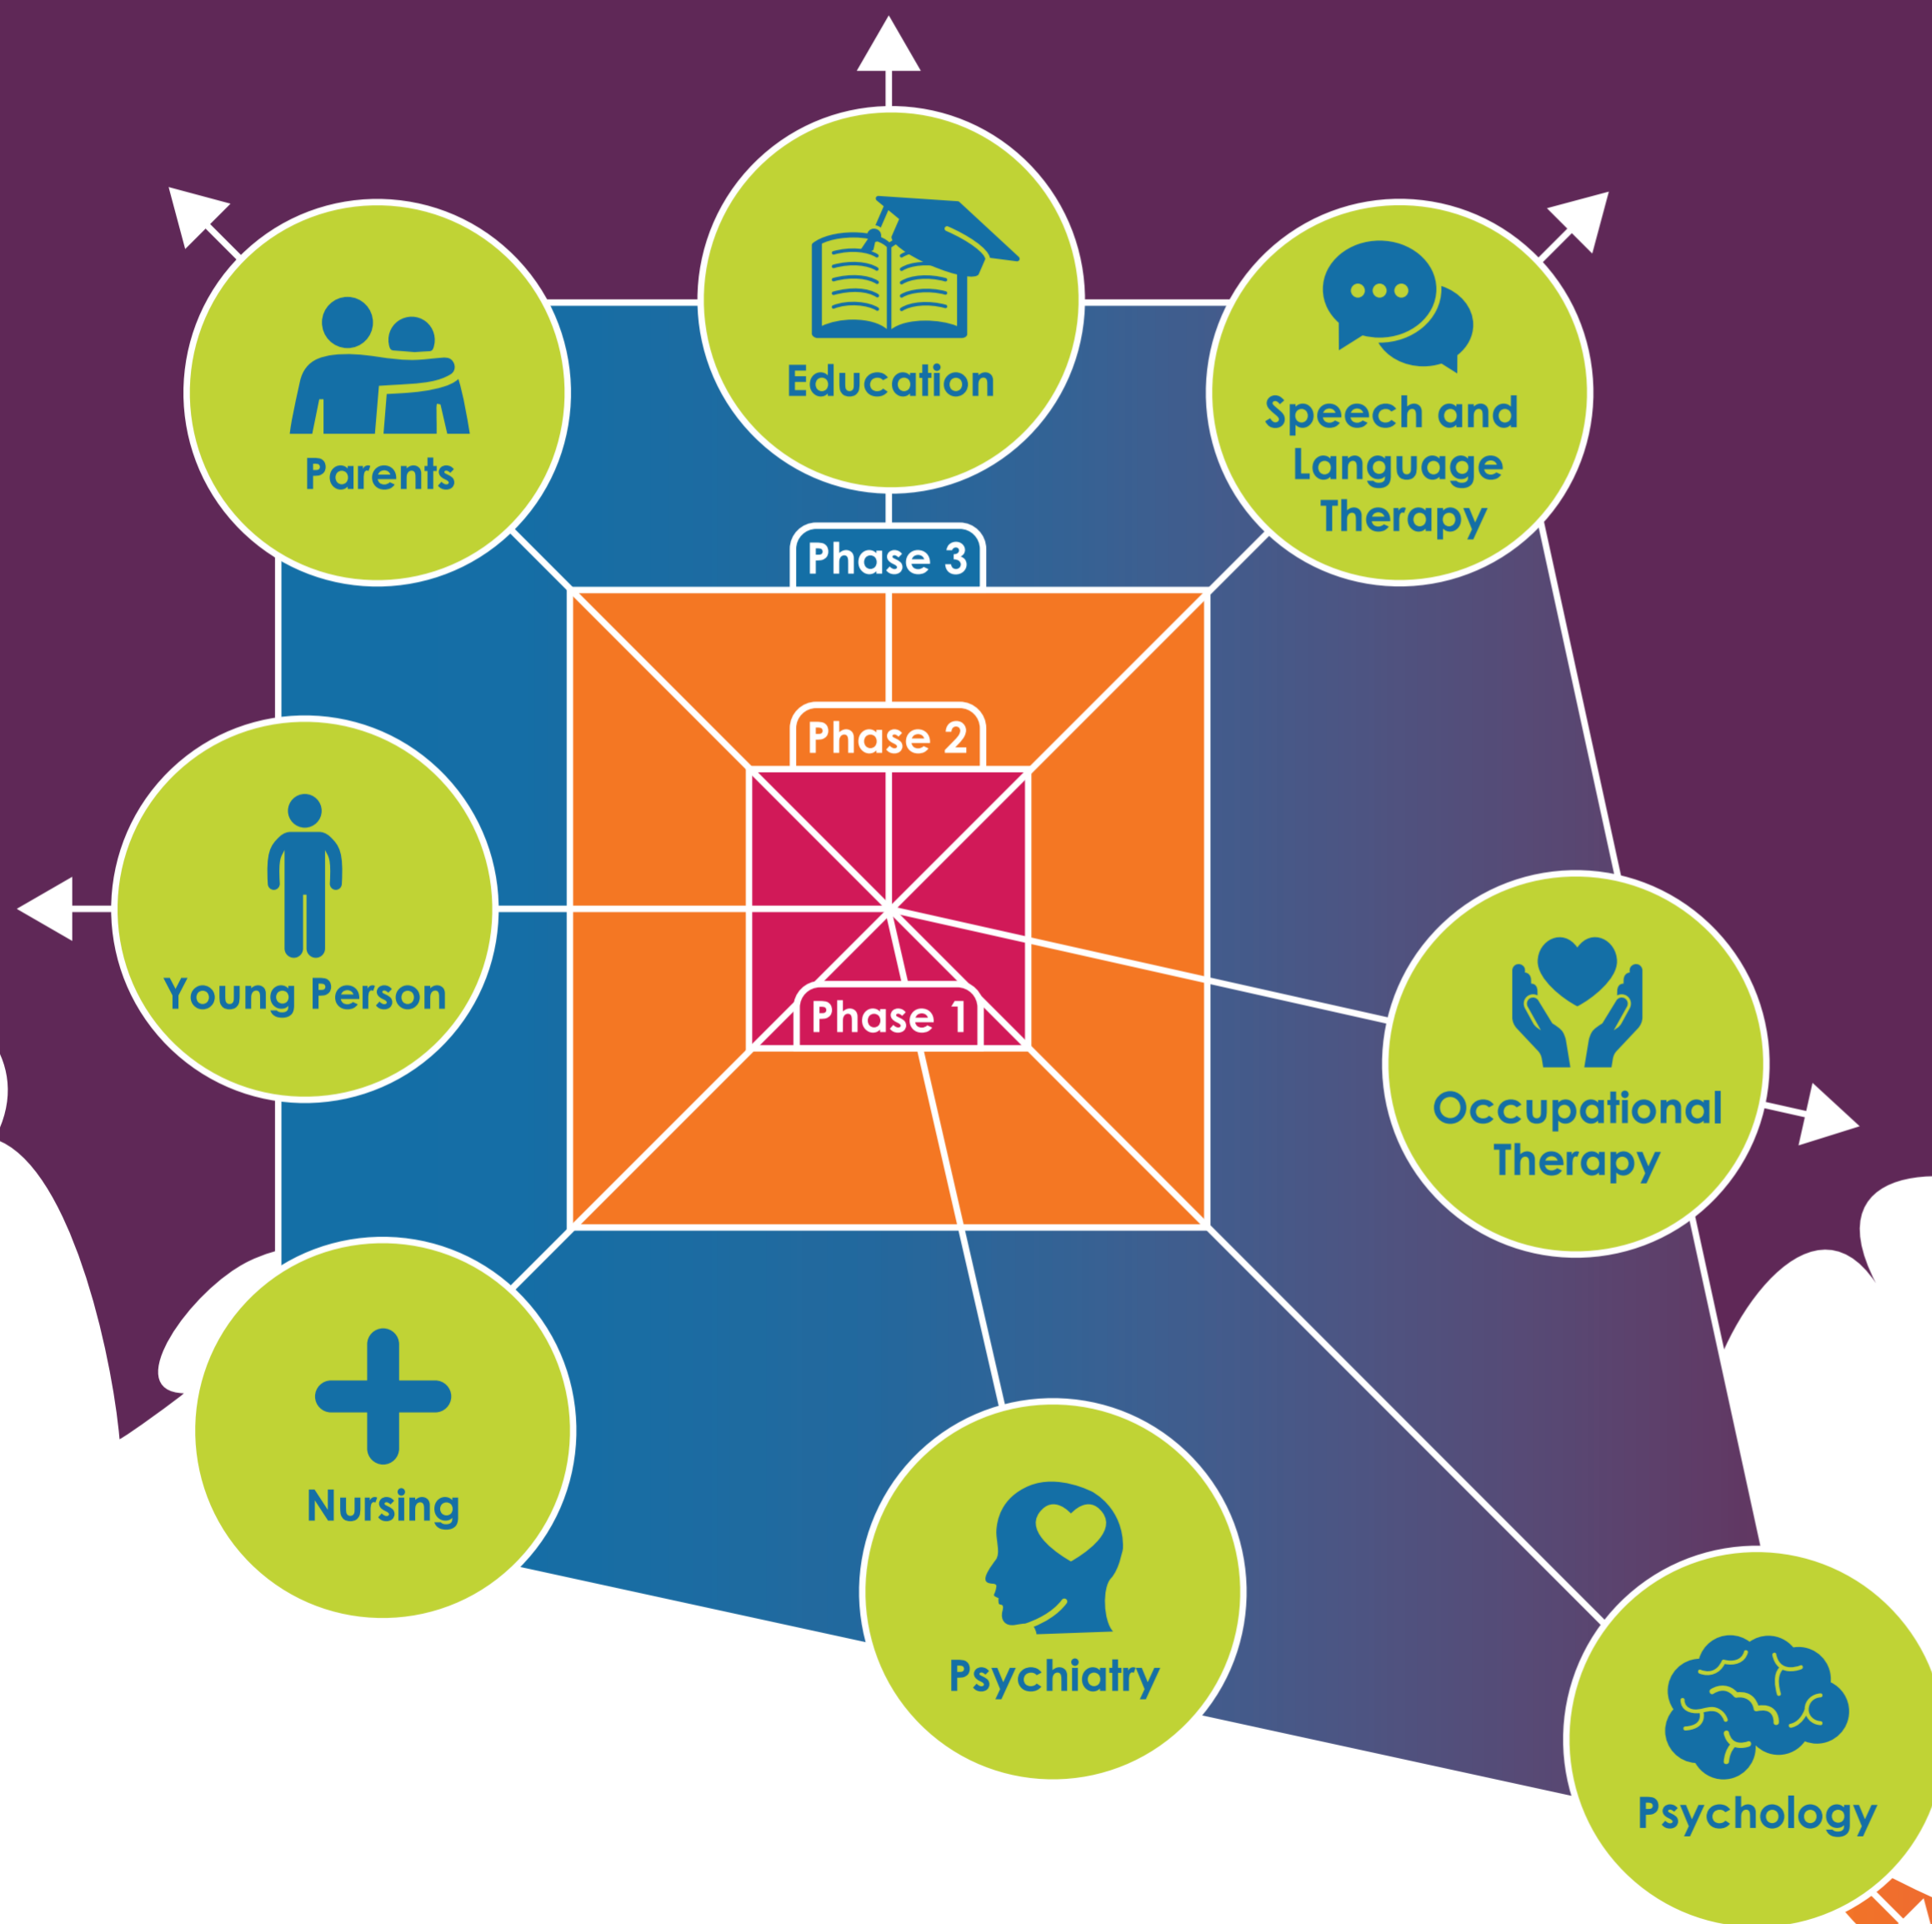 Education
Parents
Speech and
Language
Therapy
Phase 3
Phase 2
Young Person
Phase 1
Occupational
Therapy
Nursing
Psychiatry
Psychology